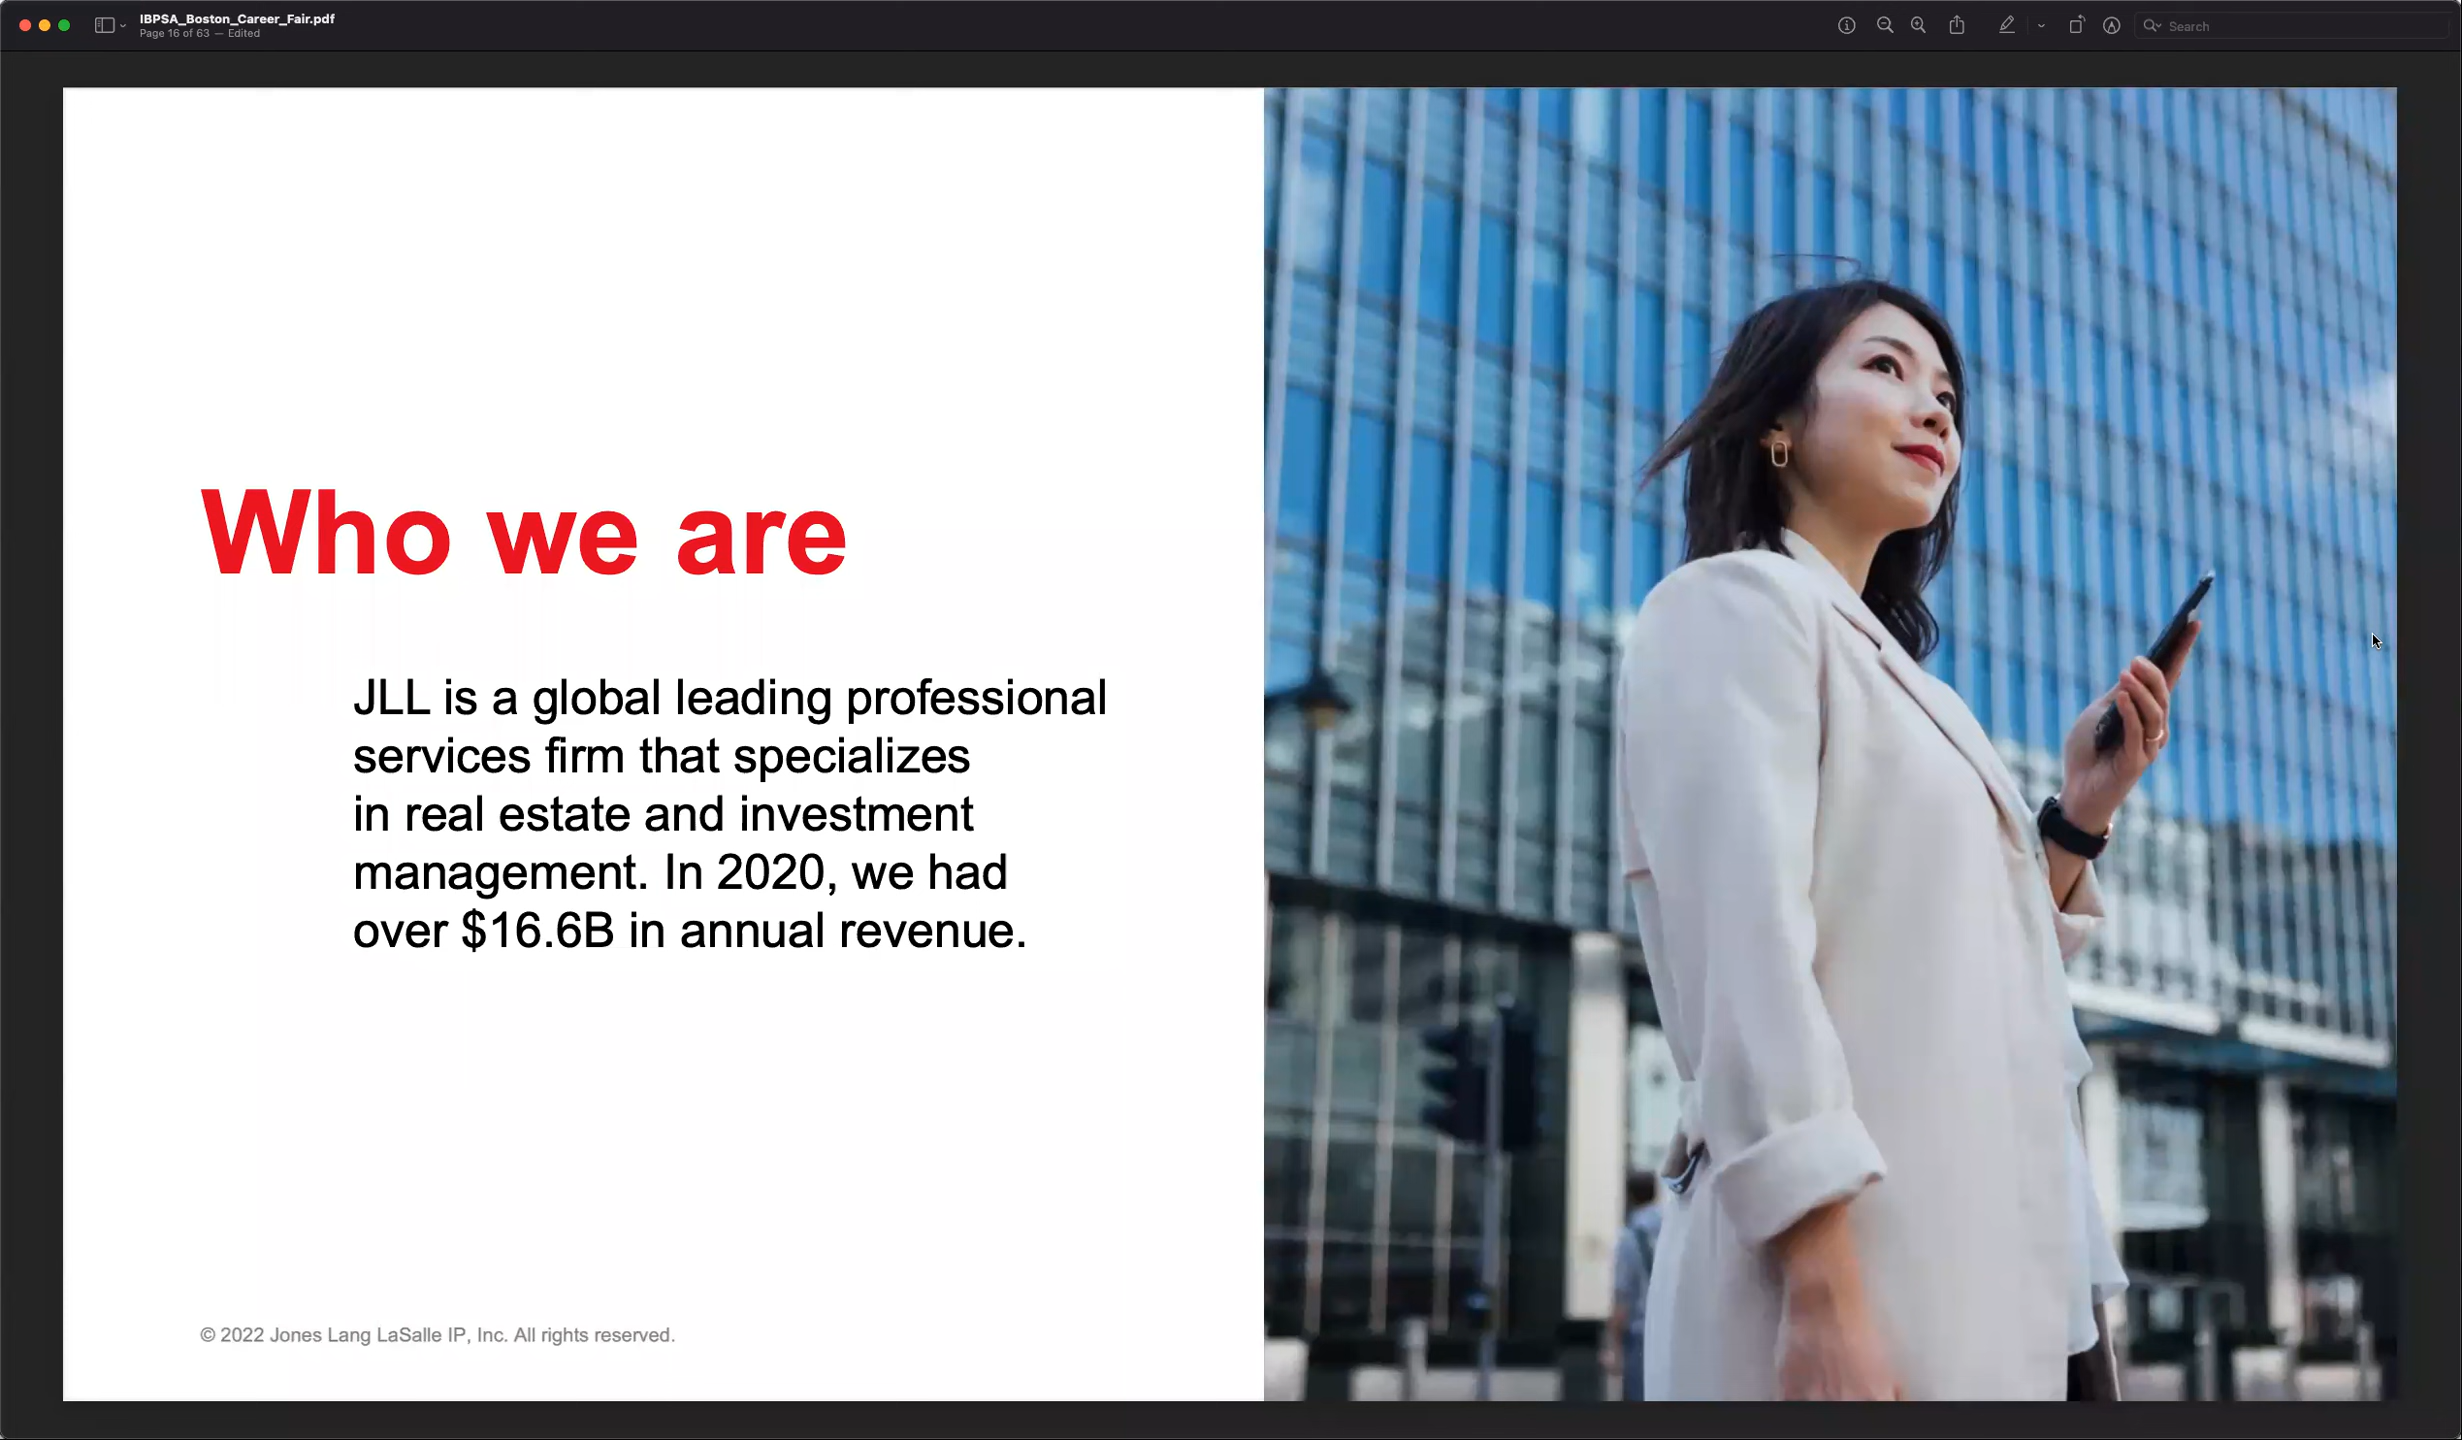 IBPSA_Boston_Career_Fair.pdf
Page 16 of 63 — Edited
Search
Who we are
JLL is a global leading professional
services firm that specializes
in real estate and investment
management. In 2020, we had
over $16.6B in annual revenue.
© 2022 Jones Lang LaSalle IP, Inc. All rights reserved.